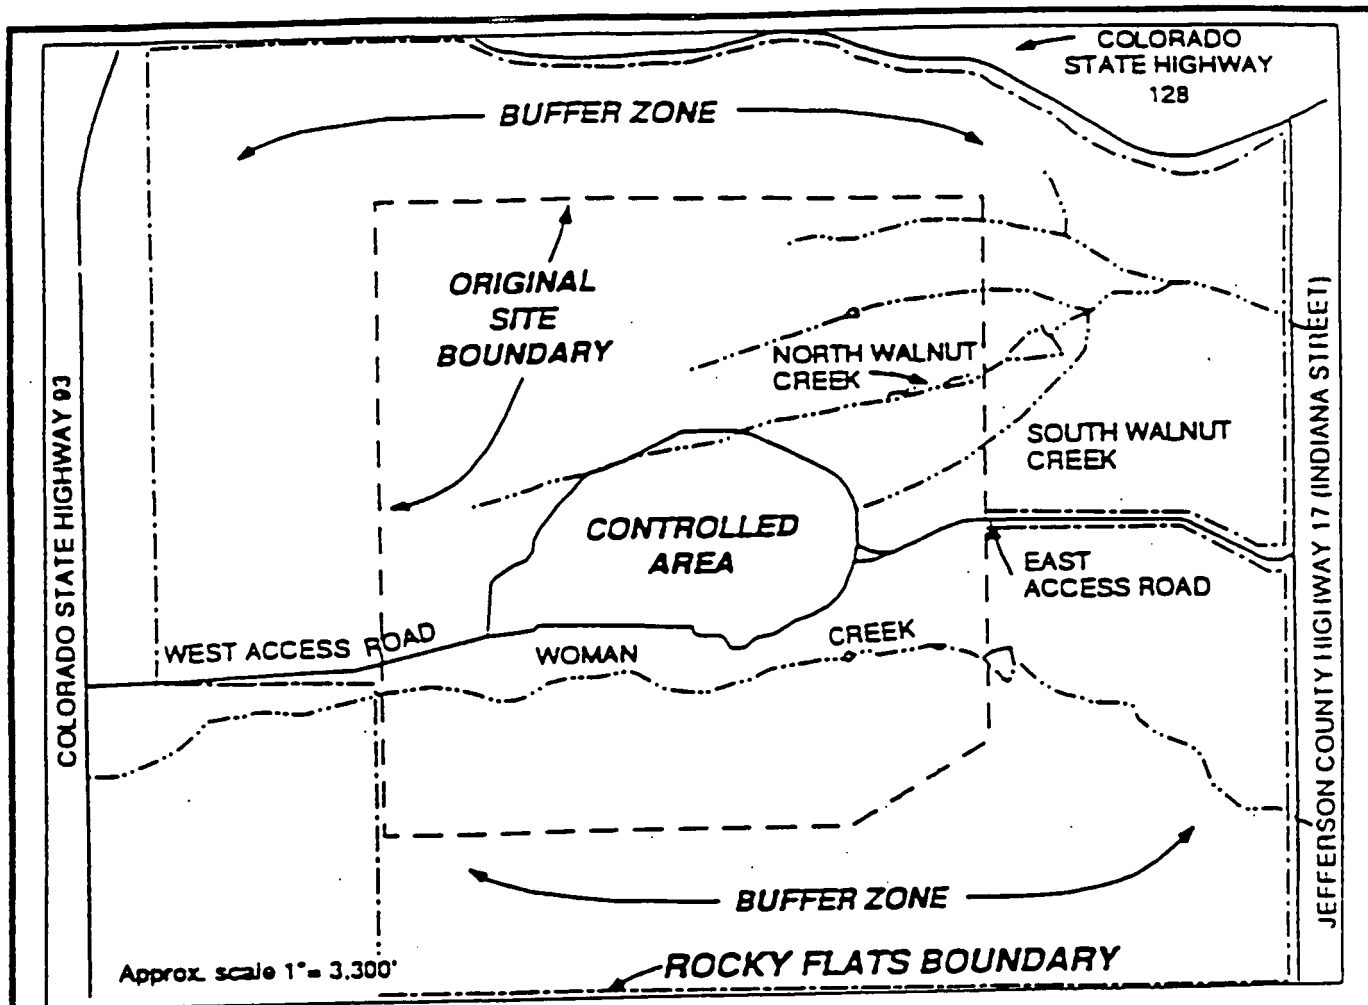 COLORADO
STATE HIGHWAY
128
BUFFER ZONE
ORIGINAL
SITE
BOUNDARY
NORTH WALNUT
CREEK
SOUTH WALNUT
CREEK
CONTROLLED
AREA
EAST
ACCESS ROAD
WEST ACCESS ROAD
WOMAN
CREEK
COLORADO STATE HIGHWAY 93
JEFFERSON COUNTY HIGHWAY 17 (INDIANA STREET)
BUFFER ZONE
Approx. scale 1"= 3,300'
ROCKY FLATS BOUNDARY